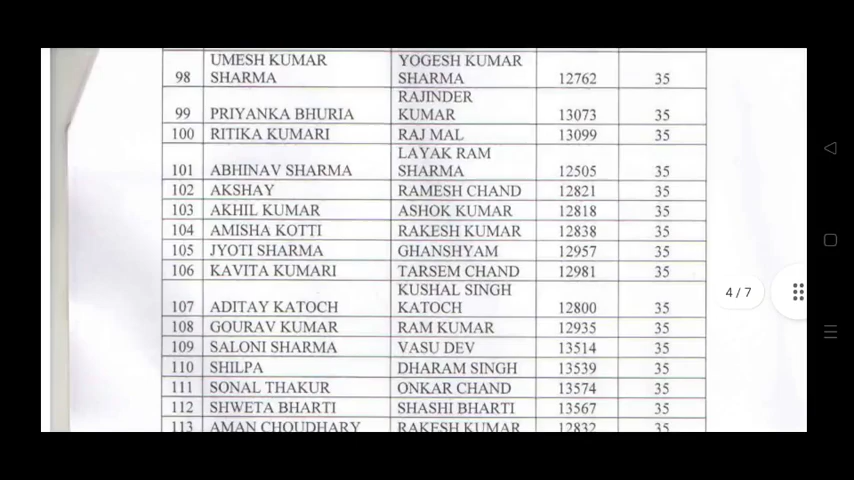 98 UMESH KUMAR SHARMA YOGESH KUMAR SHARMA 12762 35
99 PRIYANKA BHURIA RAJINDER KUMAR 13073 35
100 RITIKA KUMARI RAJ MAL 13099 35
101 ABHINAV SHARMA LAYAK RAM SHARMA 12505 35
102 AKSHAY RAMESH CHAND 12821 35
103 AKHIL KUMAR ASHOK KUMAR 12818 35
104 AMISHA KOTTI RAKESH KUMAR 12838 35
105 JYOTI SHARMA GHANSHYAM 12957 35
106 KAVITA KUMARI TARSEM CHAND 12981 35
107 ADITAY KATOCH KUSHAL SINGH KATOCH 12800 35
108 GOURAV KUMAR RAM KUMAR 12935 35
109 SALONI SHARMA VASU DEV 13514 35
110 SHILPA DHARAM SINGH 13539 35
111 SONAL THAKUR ONKAR CHAND 13574 35
112 SHWETA BHARTI SHASHI BHARTI 13567 35
113 AMAN CHOUDHARY RAKESH KUMAR 12832 35
4 / 7